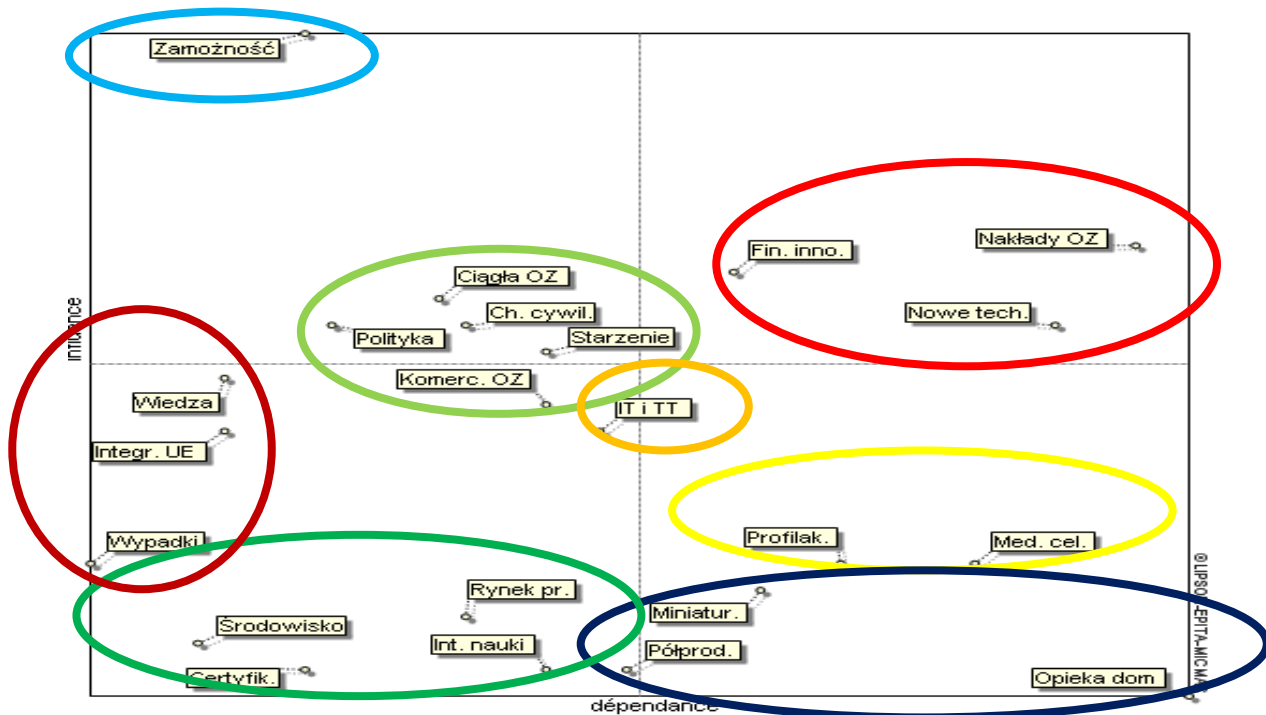 Zamożność
Fin. inno.
Nakłady OZ
Ciągła OZ
Nowe tech.
Ch. cywil.
Polityka
Starzenie
influence
Komerc. OZ
Wiedza
IT i TT
Integr. UE
Wypadki
Profilak.
Med. cel.
Rynek pr.
Miniatur.
Środowisko
Int. nauki
Półprod.
Certyfik.
Opieka dom
dépendance